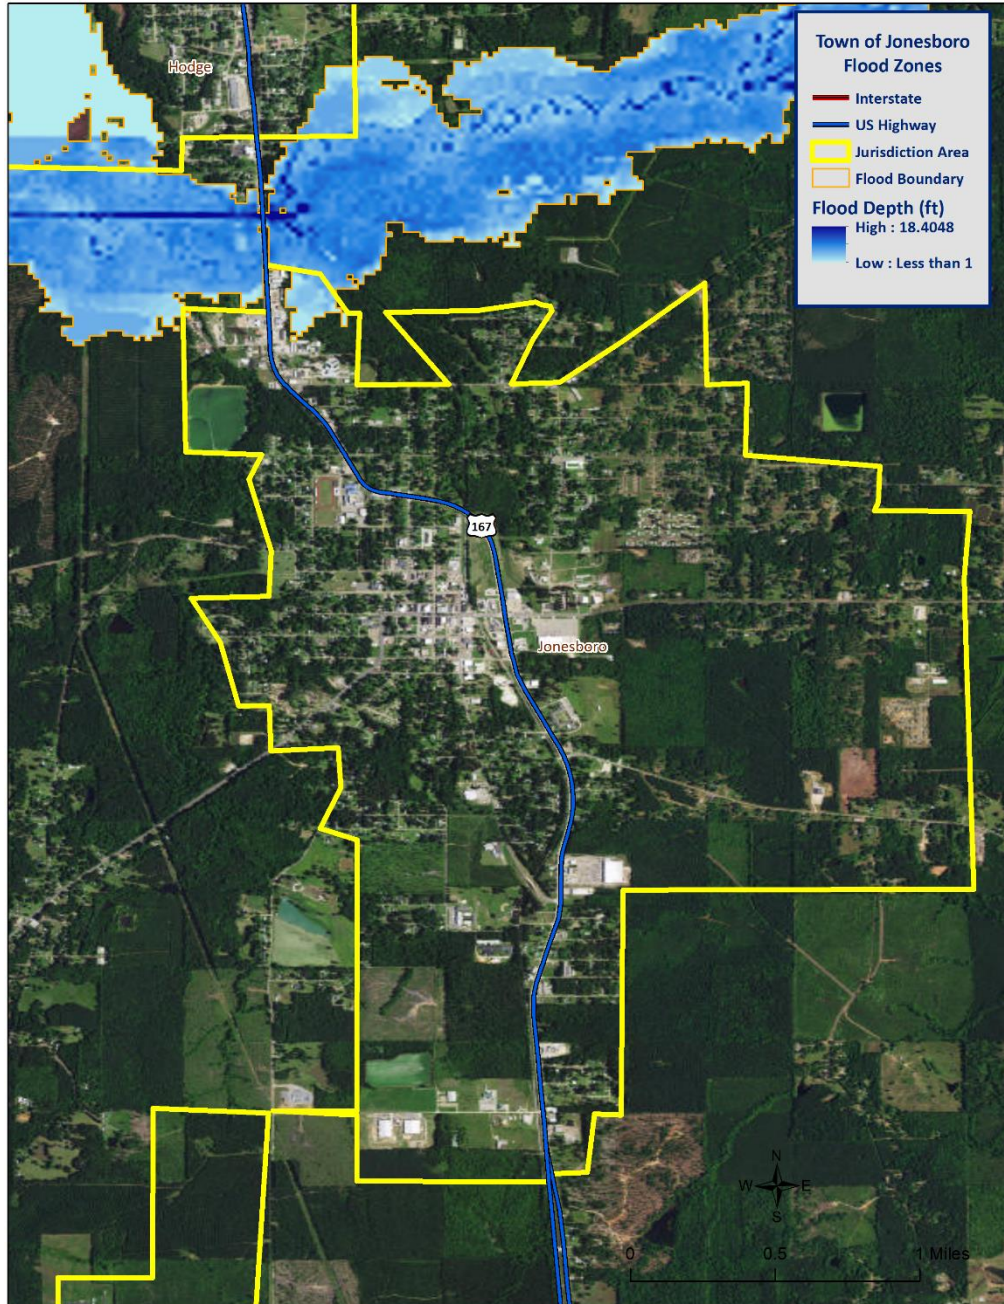 Town of Jonesboro
Flood Zones
Interstate
US Highway
Jurisdiction Area
Flood Boundary
Flood Depth (ft)
High : 18.4048
Low : Less than 1
Hodge
167
Jonesboro
N
W E
S
0 0.5 1 Miles